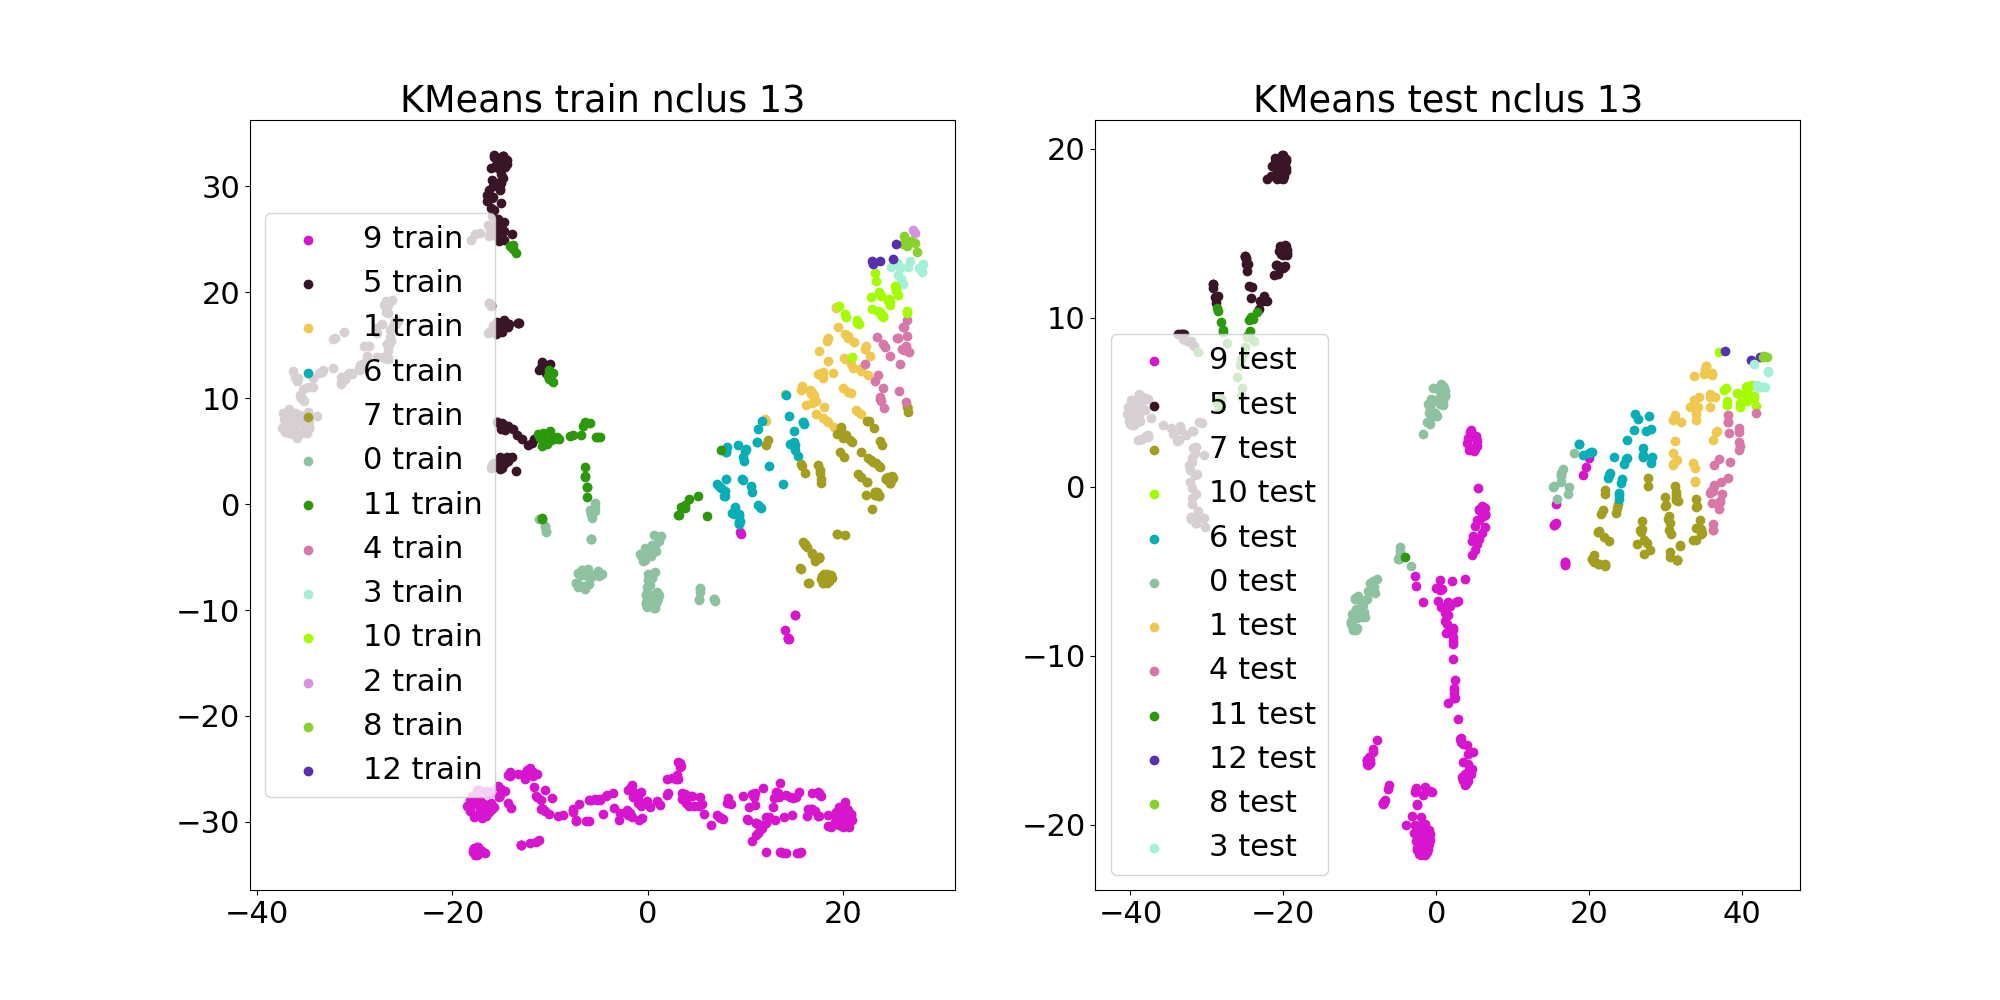 KMeans train nclus 13
30
20
10
0
−10
−20
−30
−40
−20
0
20
9 train
5 train
1 train
6 train
7 train
0 train
11 train
4 train
3 train
10 train
2 train
8 train
12 train
KMeans test nclus 13
20
10
0
−10
−20
−40
−20
0
20
40
9 test
5 test
7 test
10 test
6 test
0 test
1 test
4 test
11 test
12 test
8 test
3 test